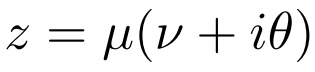 z = μ(ν + iθ)